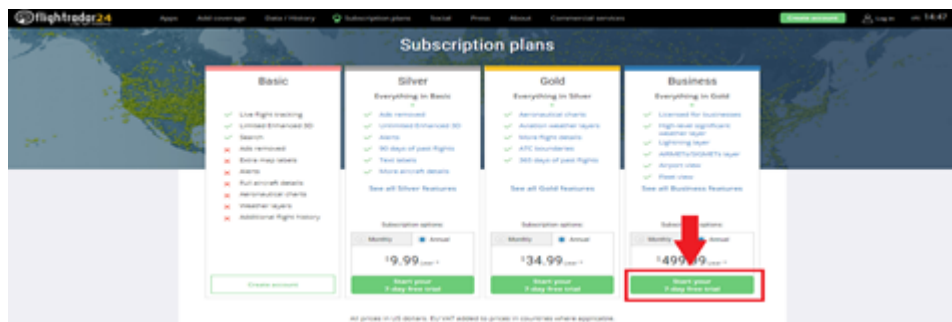 flightradar24
Apps Add coverage Data / History Subscription plans Social Press About Commercial services Create account Log in UTC 14:47
Subscription plans
Basic
Live flight tracking
Limited Enhanced 3D
Search
Ads removed
Extra map labels
Alerts
Full aircraft details
Aeronautical charts
Weather layers
Additional flight history
Create account
Silver
Everything in Basic
+
Ads removed
Unlimited Enhanced 3D
Alerts
90 days of past flights
Text labels
More aircraft details
See all Silver features
Subscription options:
Monthly Annual
$9.99 /year *
Start your
7-day free trial
Gold
Everything in Silver
+
Aeronautical charts
Aviation weather layers
More flight details
ATC boundaries
365 days of past flights
See all Gold features
Subscription options:
Monthly Annual
$34.99 /year *
Start your
7-day free trial
Business
Everything in Gold
+
Licensed for businesses
High-level significant
weather layer
Lightning layer
AIRMETs/SIGMETs layer
Airport view
Fleet view
See all Business features
Monthly Annual
$499.99 /year *
Start your
7-day free trial
All prices in US dollars. EU VAT added to prices in countries where applicable.